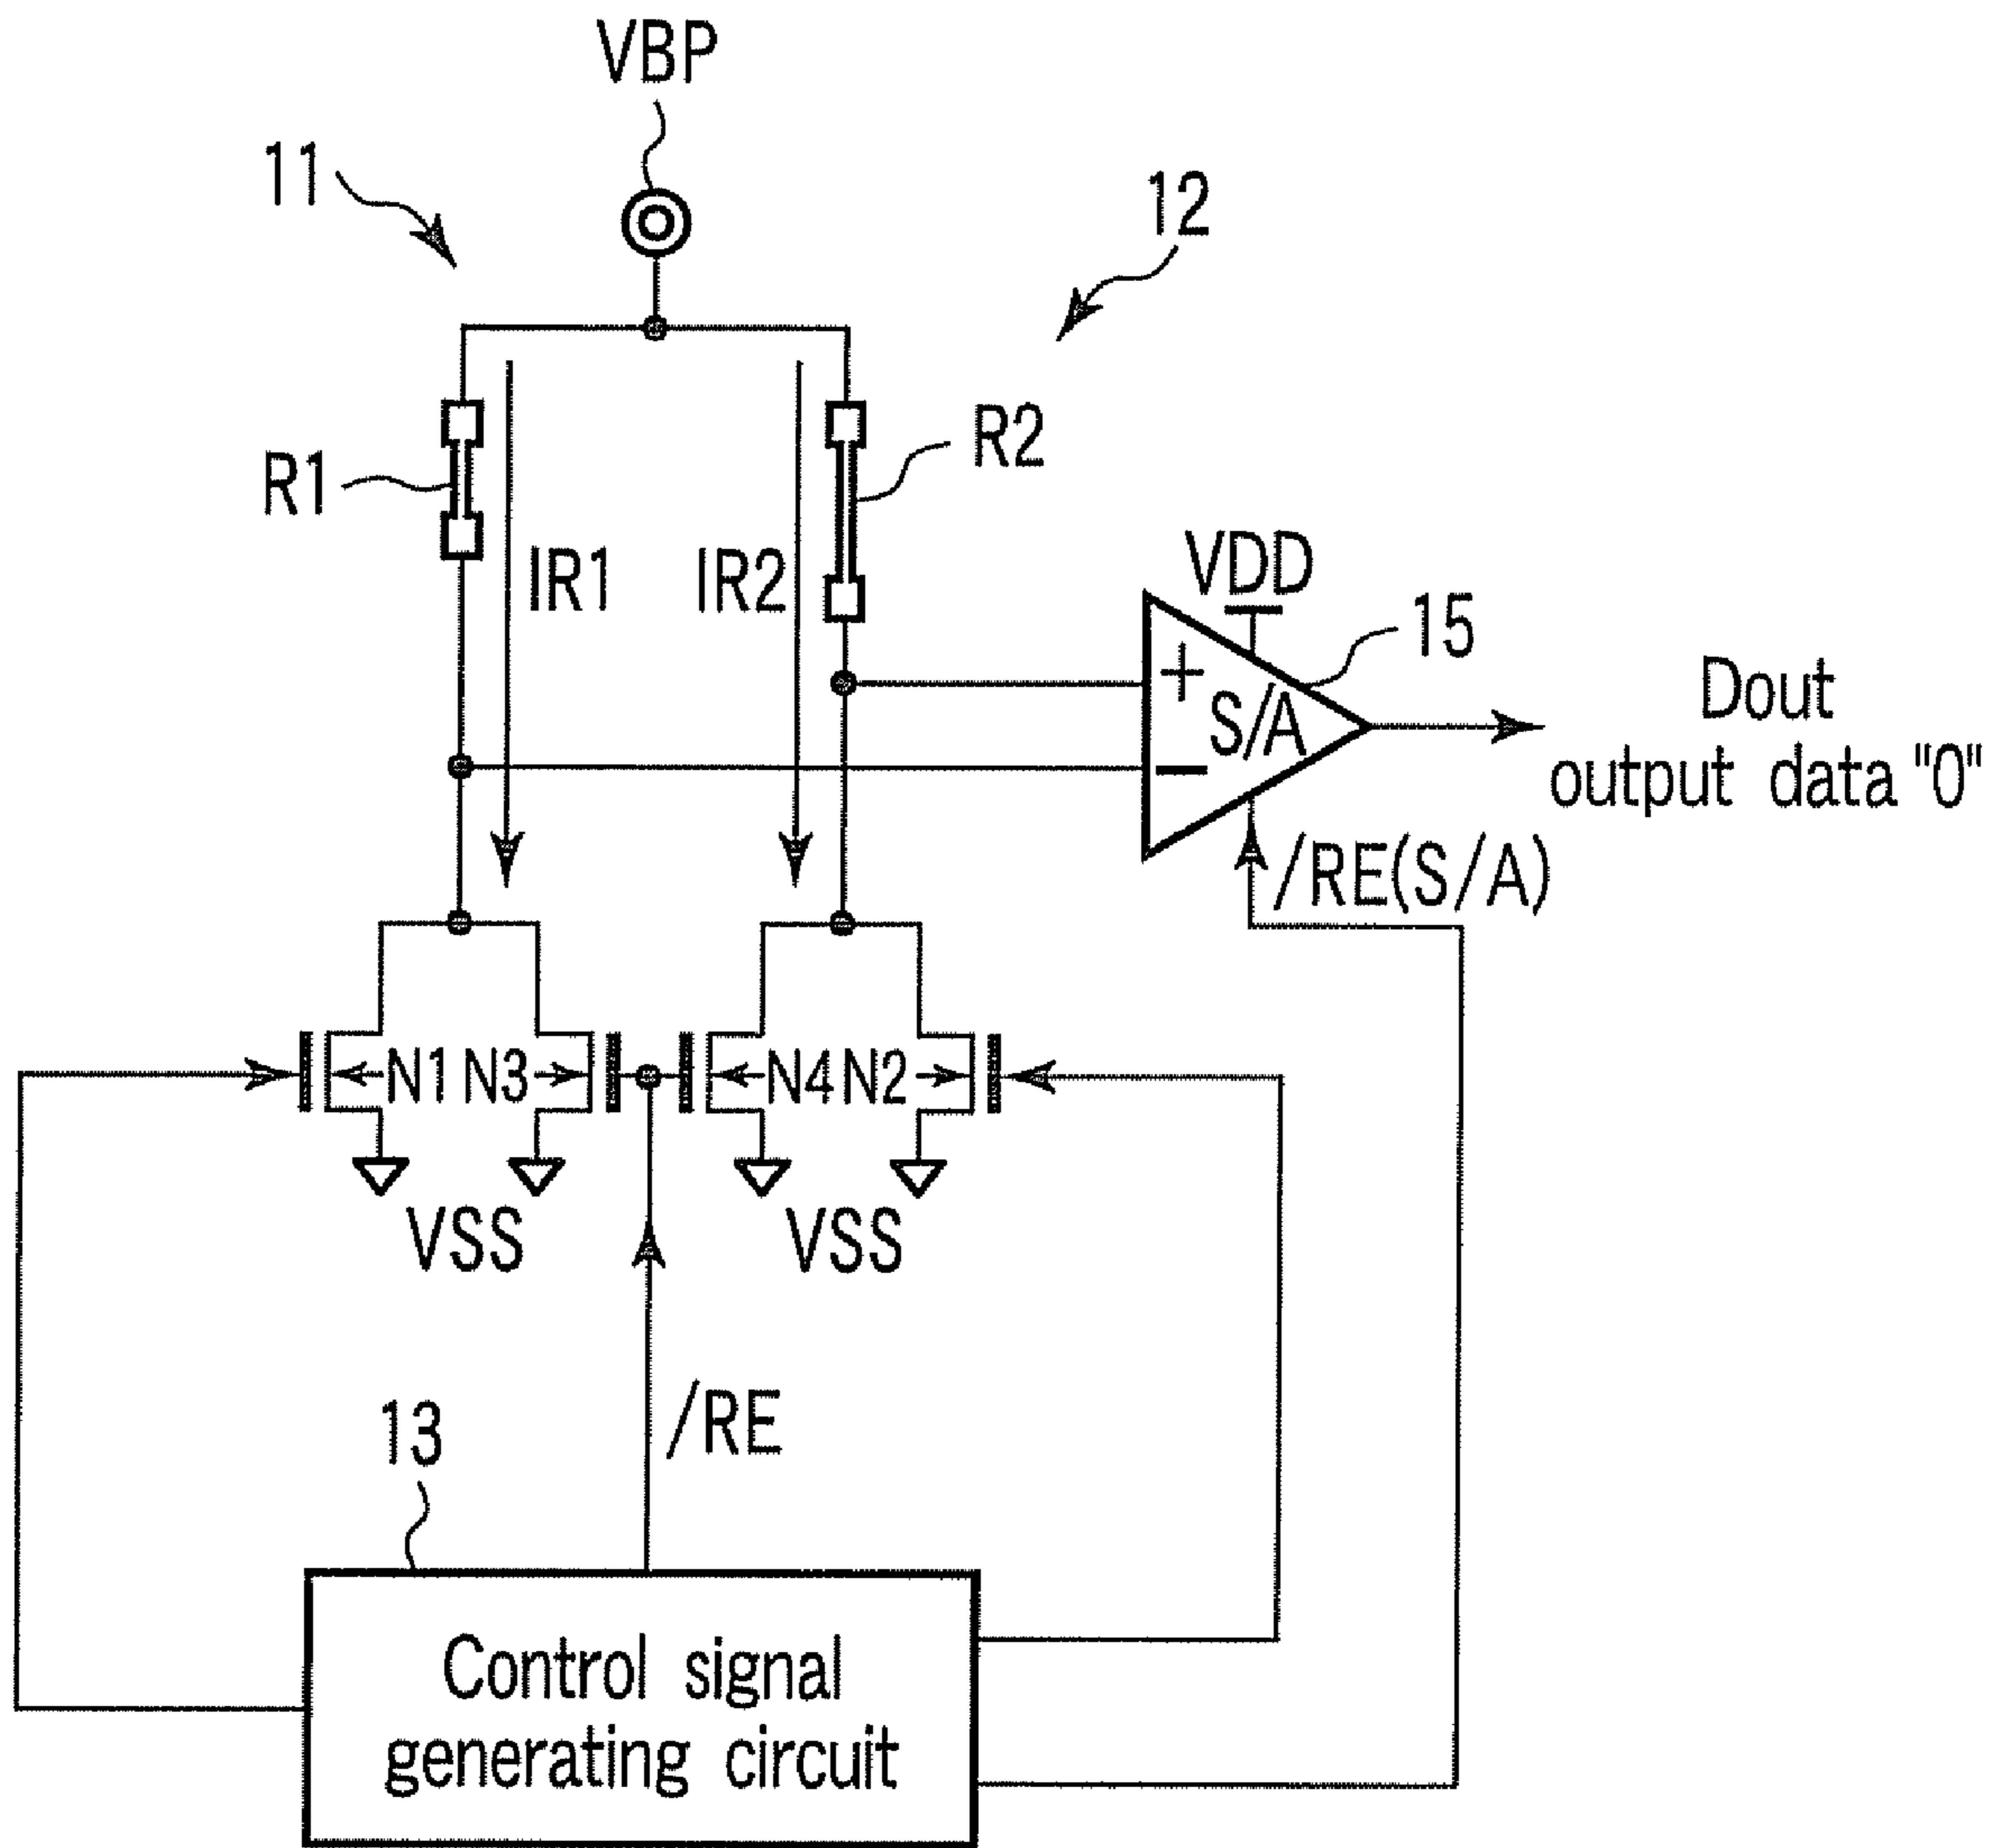 VBP
11
12
R1
R2
IR1
IR2
VDD
15
+
S/A
−
Dout
output data "0"
/RE(S/A)
N1
N3
N4
N2
VSS
VSS
/RE
13
Control signal
generating circuit